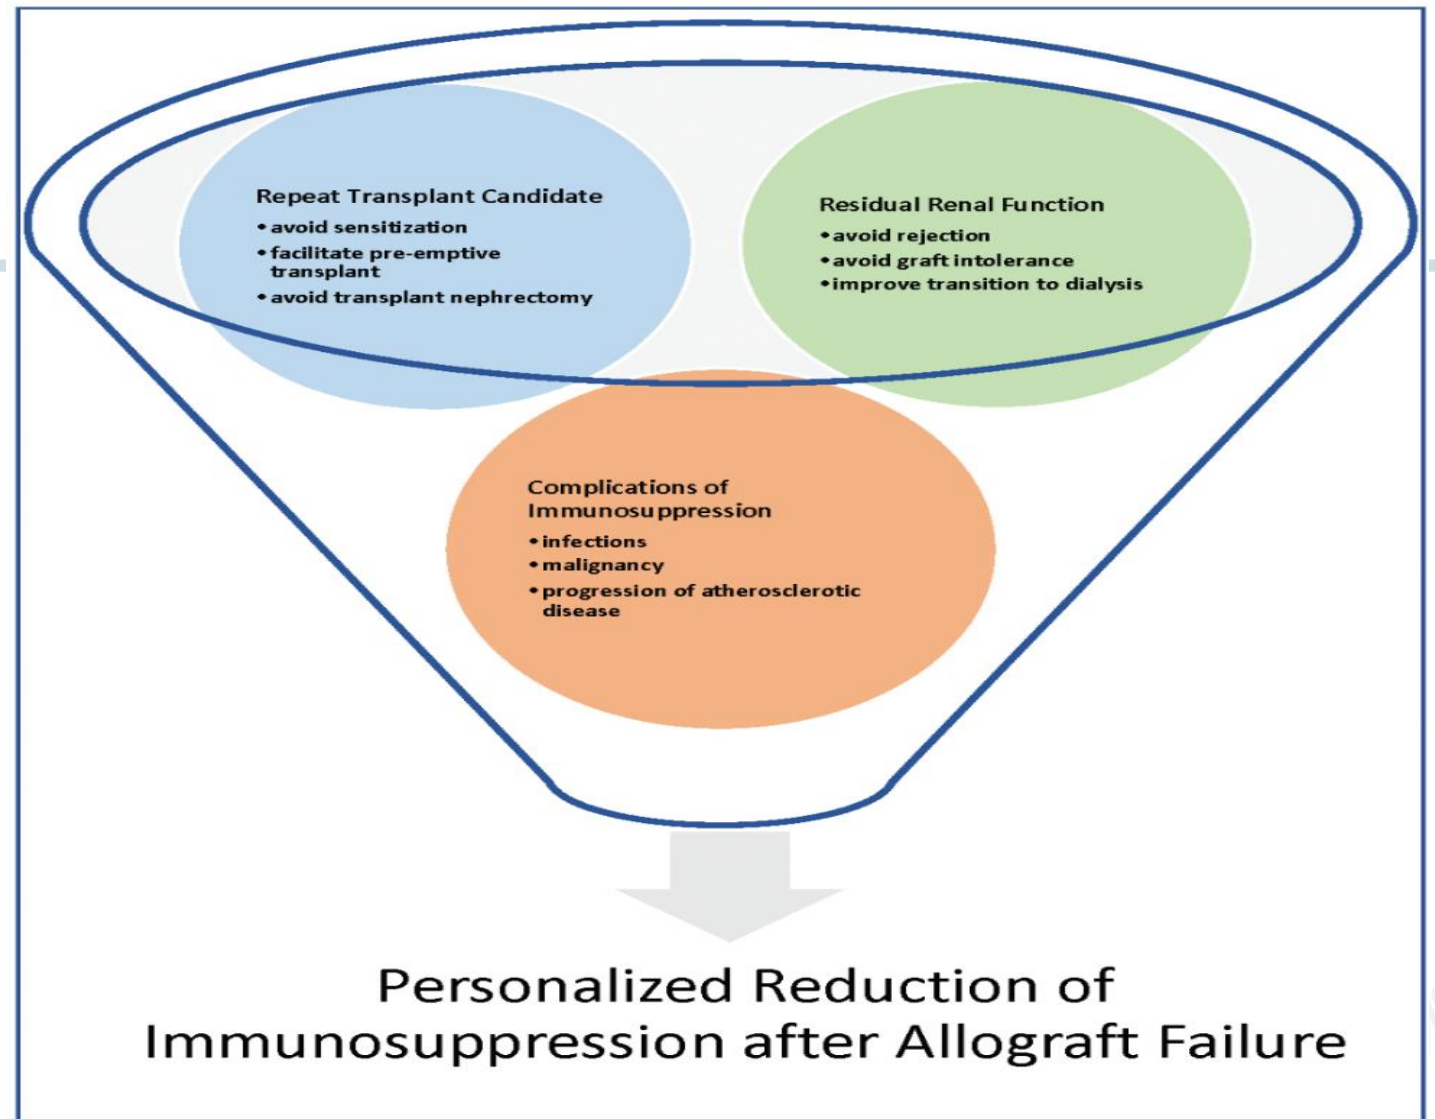 Repeat Transplant Candidate
• avoid sensitization
• facilitate pre-emptive
transplant
• avoid transplant nephrectomy
Residual Renal Function
• avoid rejection
• avoid graft intolerance
• improve transition to dialysis
Complications of
Immunosuppression
• infections
• malignancy
• progression of atherosclerotic
disease
Personalized Reduction of
Immunosuppression after Allograft Failure